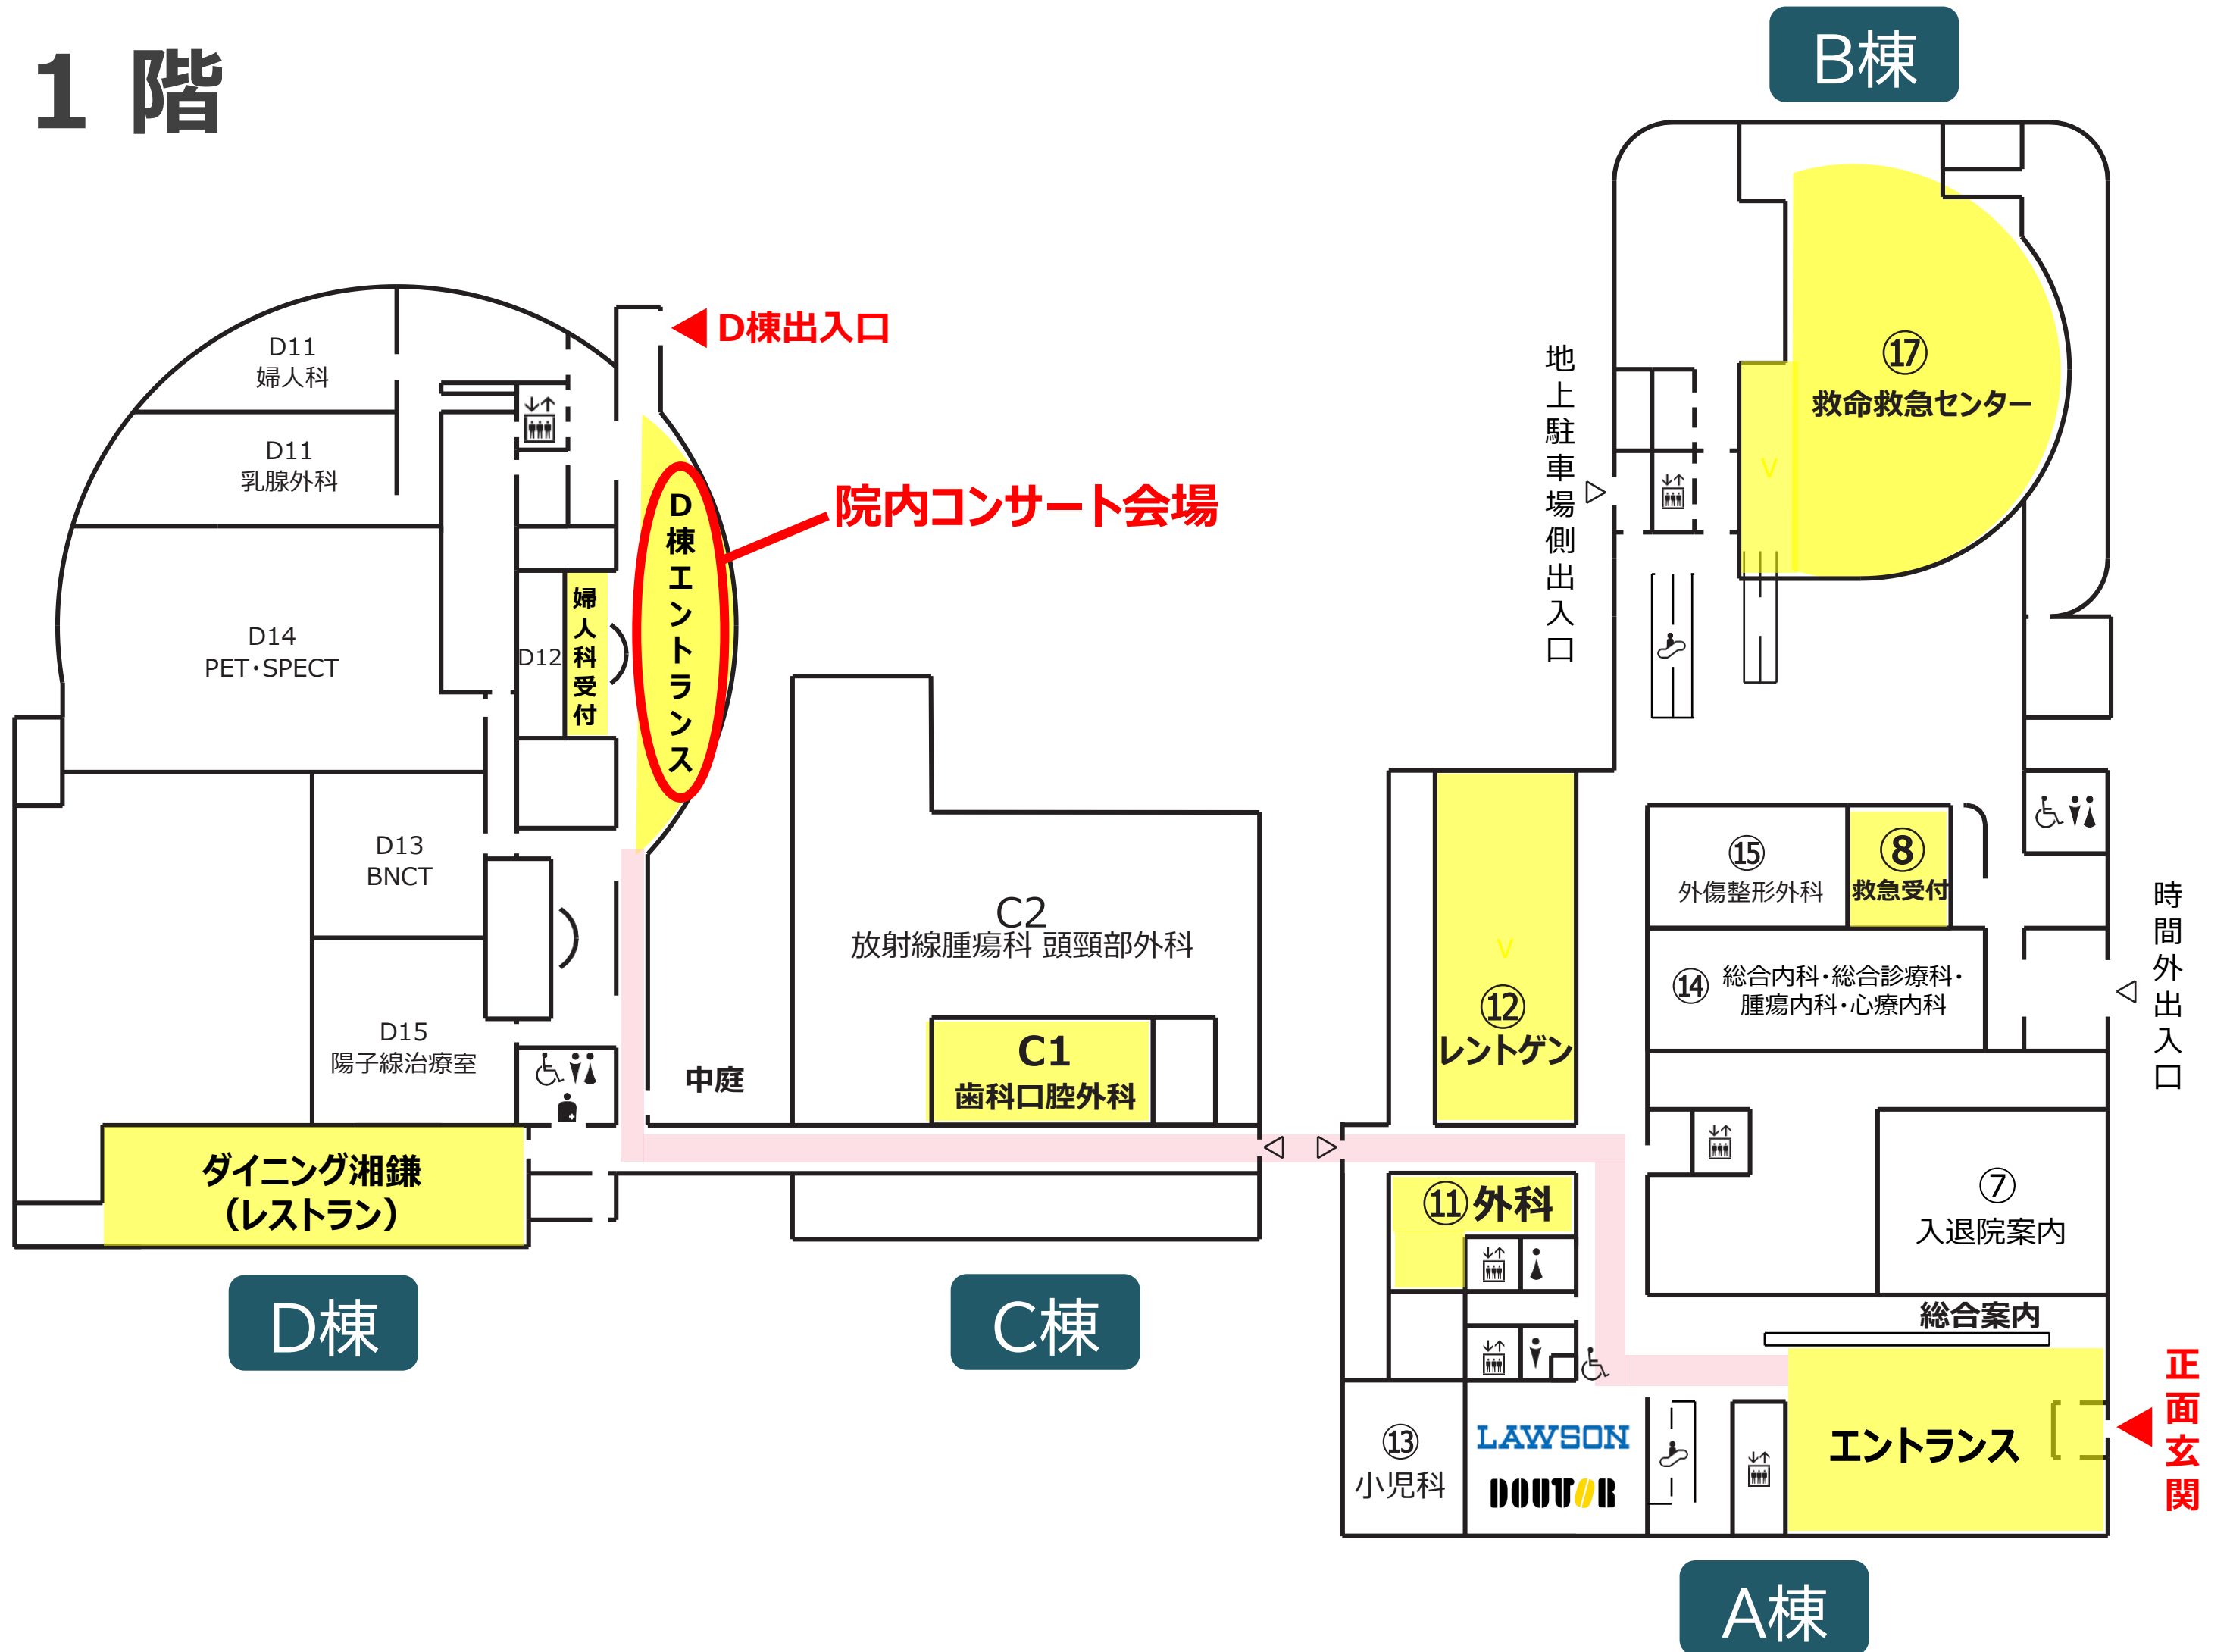 1 階
B棟
D11
婦人科
D棟出入口
地上駐車場側出入口
⑰
救命救急センター
D11
乳腺外科
院内コンサート会場
D棟エントランス
婦人科受付
D12
D14
PET・SPECT
D13
BNCT
C2
放射線腫瘍科 頭頸部外科
⑮
外傷整形外科
⑧
救急受付
時間外出入口
⑫
レントゲン
⑭ 総合内科・総合診療科・
腫瘍内科・心療内科
D15
陽子線治療室
中庭
C1
歯科口腔外科
ダイニング湘鎌
（レストラン）
⑪外科
⑦
入退院案内
総合案内
D棟
C棟
正面玄関
⑬
小児科
LAWSON
DOUTOR
エントランス
A棟